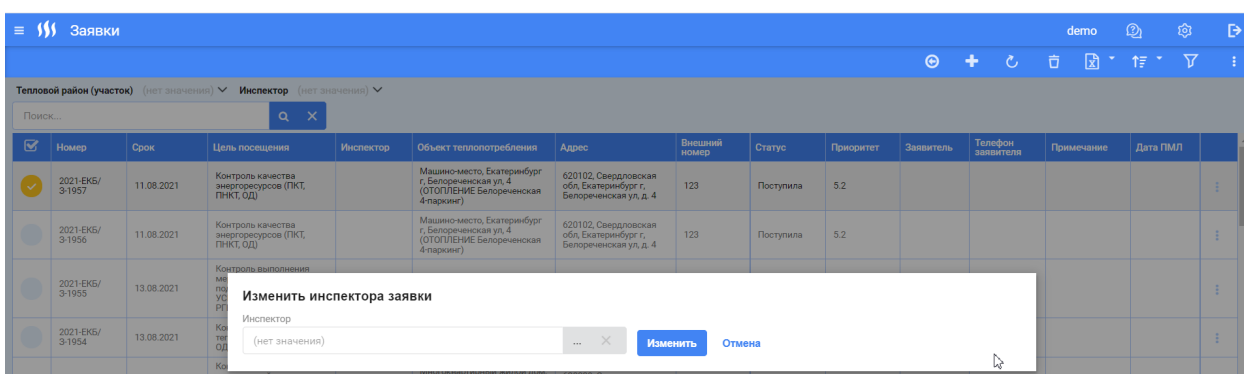 Заявки
demo
Тепловой район (участок) (нет значения) Инспектор (нет значения)
Поиск...
Номер Срок Цель посещения Инспектор Объект теплопотребления Адрес Внешний номер Статус Приоритет Заявитель Телефон заявителя Примечание Дата ПМЛ
2021-ЕКБ/
З-1957
11.08.2021
Контроль качества
энергоресурсов (ПКТ,
ПНКТ, ОД)
Машино-место, Екатеринбург
г, Белореченская ул, 4
(ОТОПЛЕНИЕ Белореченская
4-паркинг)
620102, Свердловская
обл, Екатеринбург г,
Белореченская ул, д. 4
123
Поступила
5.2
2021-ЕКБ/
З-1956
11.08.2021
Контроль качества
энергоресурсов (ПКТ,
ПНКТ, ОД)
Машино-место, Екатеринбург
г, Белореченская ул, 4
(ОТОПЛЕНИЕ Белореченская
4-паркинг)
620102, Свердловская
обл, Екатеринбург г,
Белореченская ул, д. 4
123
Поступила
5.2
2021-ЕКБ/
З-1955
13.08.2021
Контроль выполнения
2021-ЕКБ/
З-1954
13.08.2021
Изменить инспектора заявки
Инспектор
(нет значения)
...
Изменить
Отмена